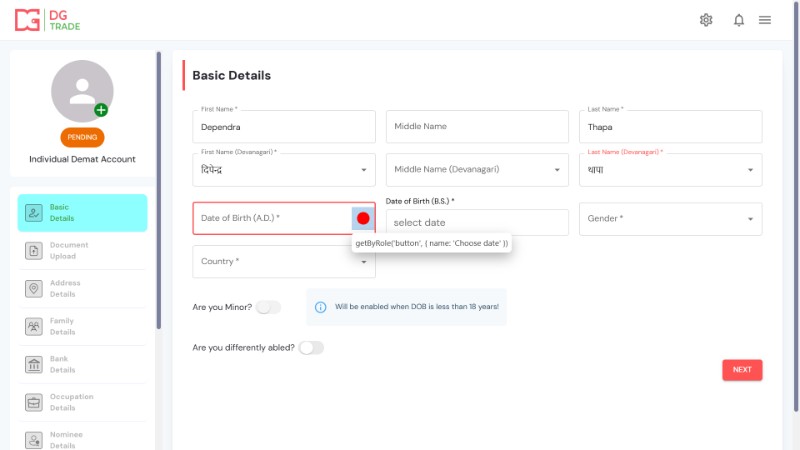 DG
TRADE
PENDING
Individual Demat Account
Basic
Details
Document
Upload
Address
Details
Family
Details
Bank
Details
Occupation
Details
Nominee
Details
Basic Details
First Name *
Dependra
Middle Name
Last Name *
Thapa
First Name (Devanagari) *
दिपेन्द्र
Middle Name (Devanagari)
Last Name (Devanagari) *
थापा
Date of Birth (A.D.) *
Date of Birth (B.S.) *
select date
Gender *
getByRole('button', { name: 'Choose date' })
Country *
Are you Minor?
Will be enabled when DOB is less than 18 years!
Are you differently abled?
NEXT